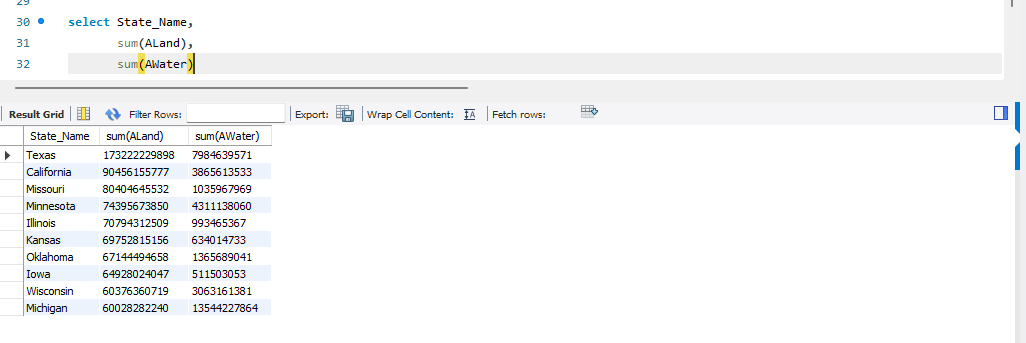 29
30 select State_Name,
31 sum(ALand),
32 sum(AWater)
Result Grid Filter Rows: Export: Wrap Cell Content: IA Fetch rows:
State_Name sum(ALand) sum(AWater)
Texas 173222229898 7984639571
California 90456155777 3865613533
Missouri 80404645532 1035967969
Minnesota 74395673850 4311138060
Illinois 70794312509 993465367
Kansas 69752815156 634014733
Oklahoma 67144494658 1365689041
Iowa 64928024047 511503053
Wisconsin 60376360719 3063161381
Michigan 60028282240 13544227864